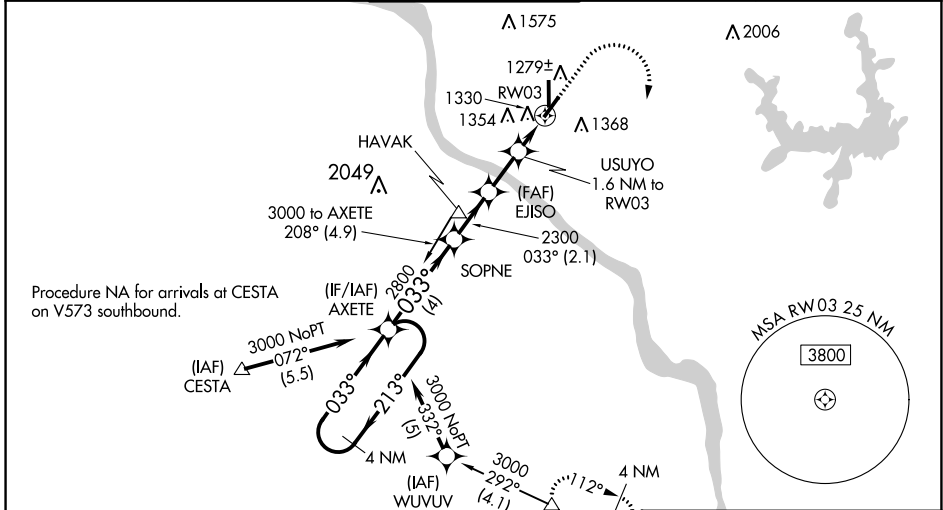 1575
2006
1279±
RW03
1330
1354
1368
HAVAK
2049
USUYO
1.6 NM to
RW03
(FAF)
EJISO
3000 to AXETE
208° (4.9)
2300
033° (2.1)
SOPNE
2800
033°
(4)
Procedure NA for arrivals at CESTA
on V573 southbound.
(IF/IAF)
AXETE
MSA RW03 25 NM
3800
3000 NoPT
072°
(5.5)
(IAF)
CESTA
033°
213°
3000 NoPT
332°
(5)
4 NM
(IAF)
WUVUV
3000
292°
(4.1)
112°
4 NM